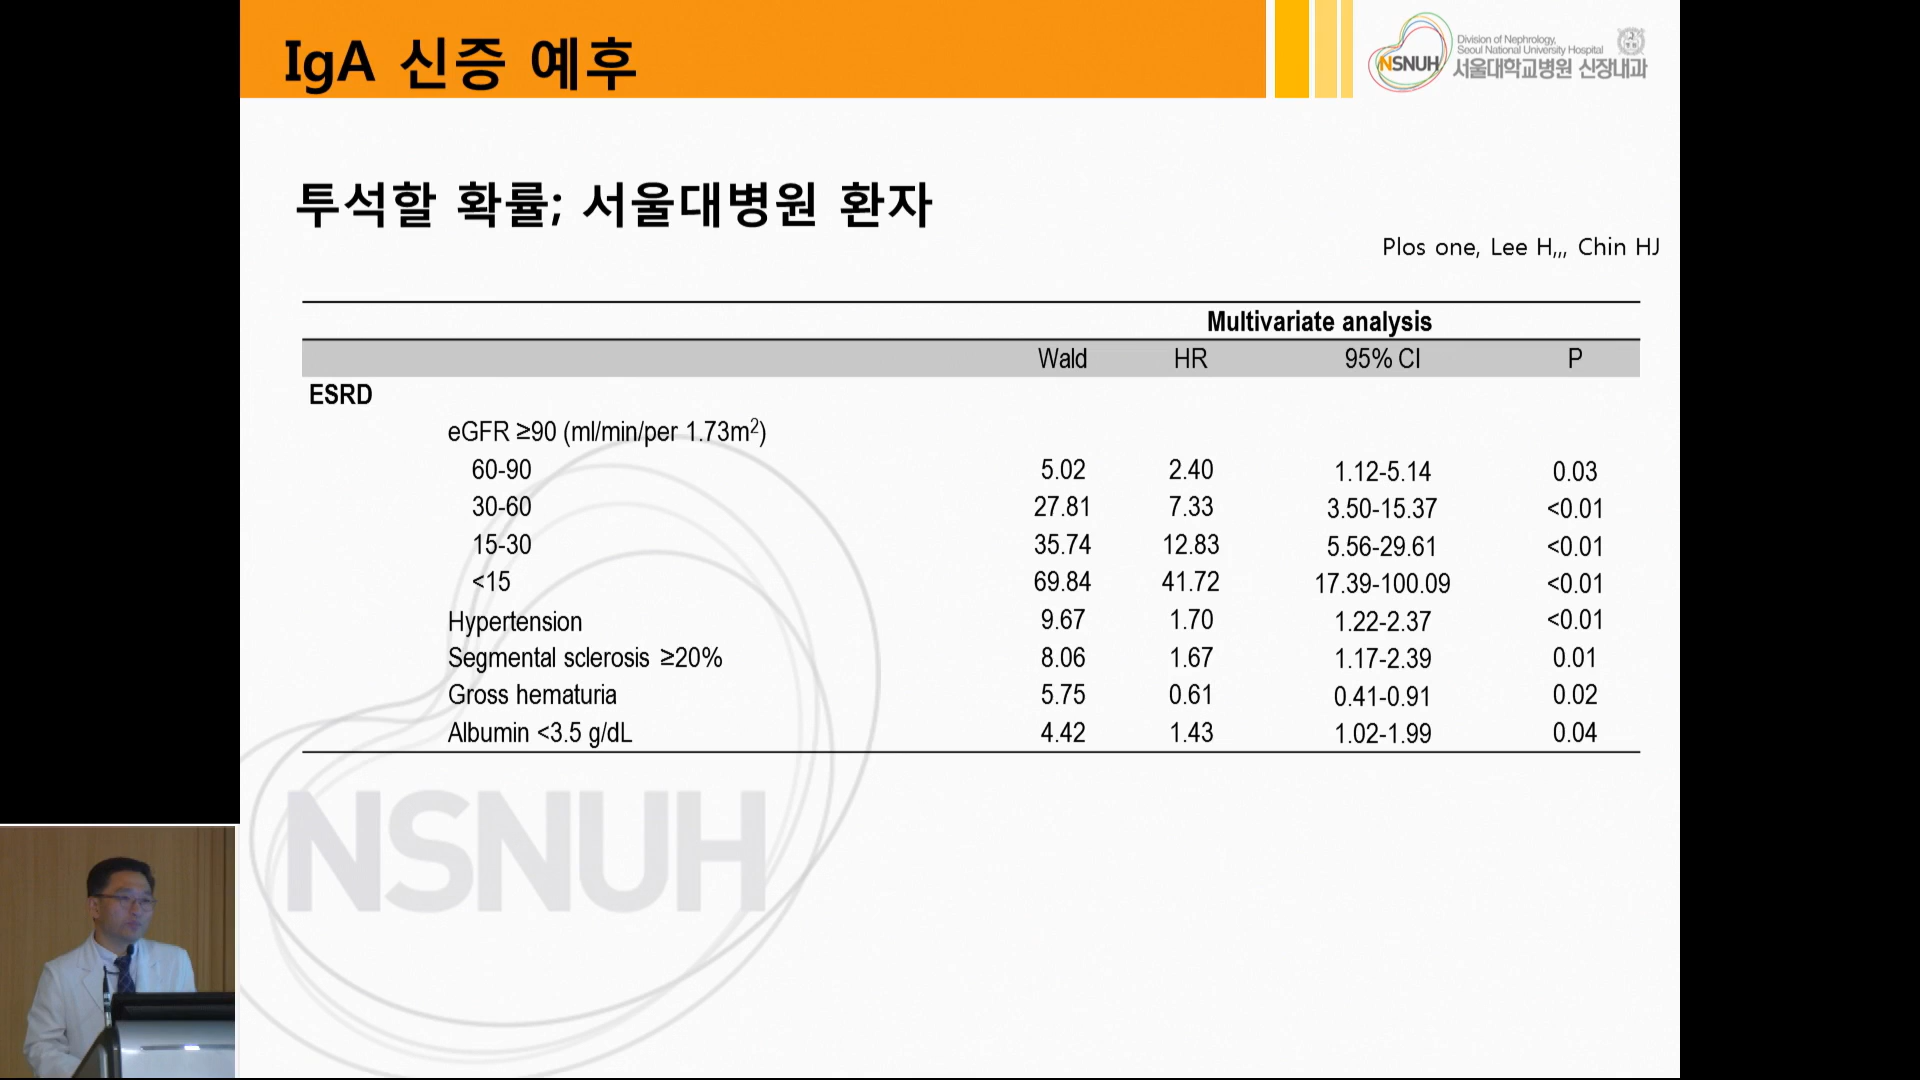 IgA 신증 예후
Division of Nephrology,
Seoul National University Hospital
NSNUH 서울대학교병원 신장내과
투석할 확률; 서울대병원 환자
Plos one, Lee H,,, Chin HJ
Multivariate analysis
Wald HR 95% CI P
ESRD
eGFR ≥90 (ml/min/per 1.73m²)
60-90 5.02 2.40 1.12-5.14 0.03
30-60 27.81 7.33 3.50-15.37 <0.01
15-30 35.74 12.83 5.56-29.61 <0.01
<15 69.84 41.72 17.39-100.09 <0.01
Hypertension 9.67 1.70 1.22-2.37 <0.01
Segmental sclerosis ≥20% 8.06 1.67 1.17-2.39 0.01
Gross hematuria 5.75 0.61 0.41-0.91 0.02
Albumin <3.5 g/dL 4.42 1.43 1.02-1.99 0.04
NSNUH